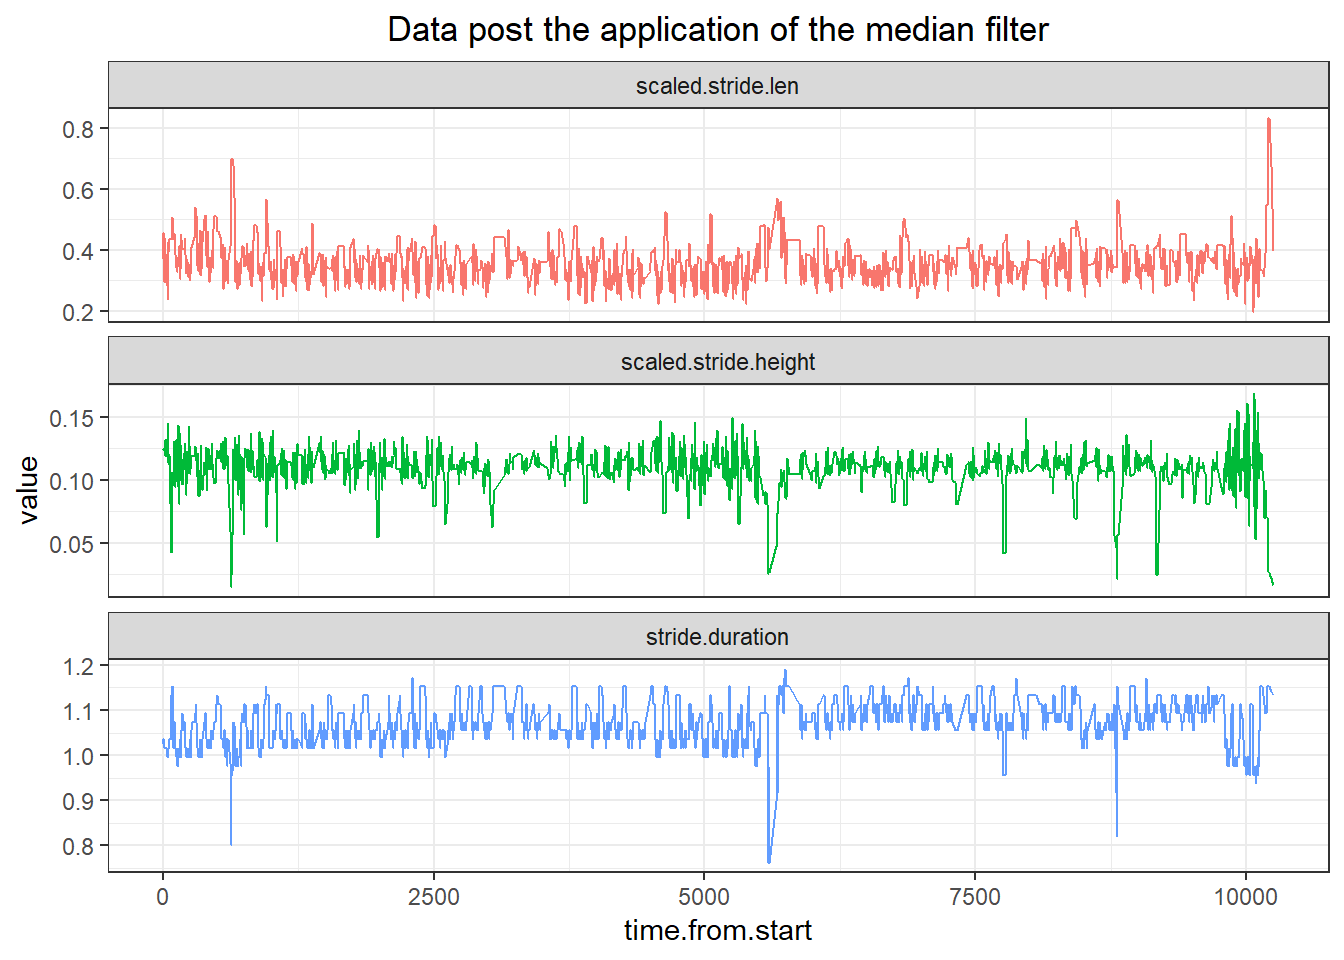 Data post the application of the median filter
scaled.stride.len
0.8
0.6
0.4
0.2
scaled.stride.height
0.15
0.10
0.05
value
stride.duration
1.2
1.1
1.0
0.9
0.8
0 2500 5000 7500 10000
time.from.start